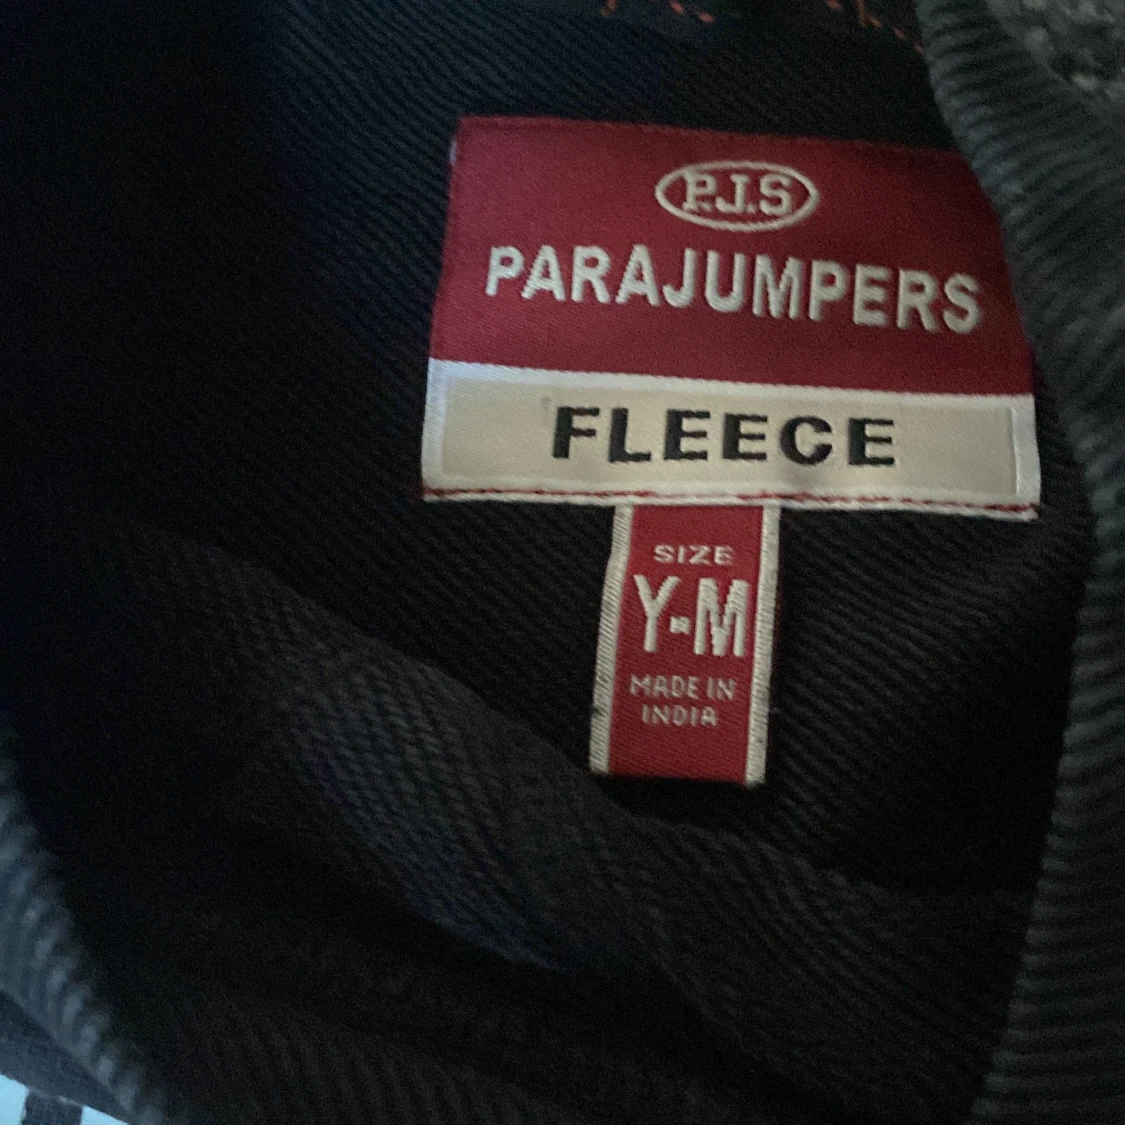 P.J.S
PARAJUMPERS
FLEECE
SIZE
Y-M
MADE IN
INDIA